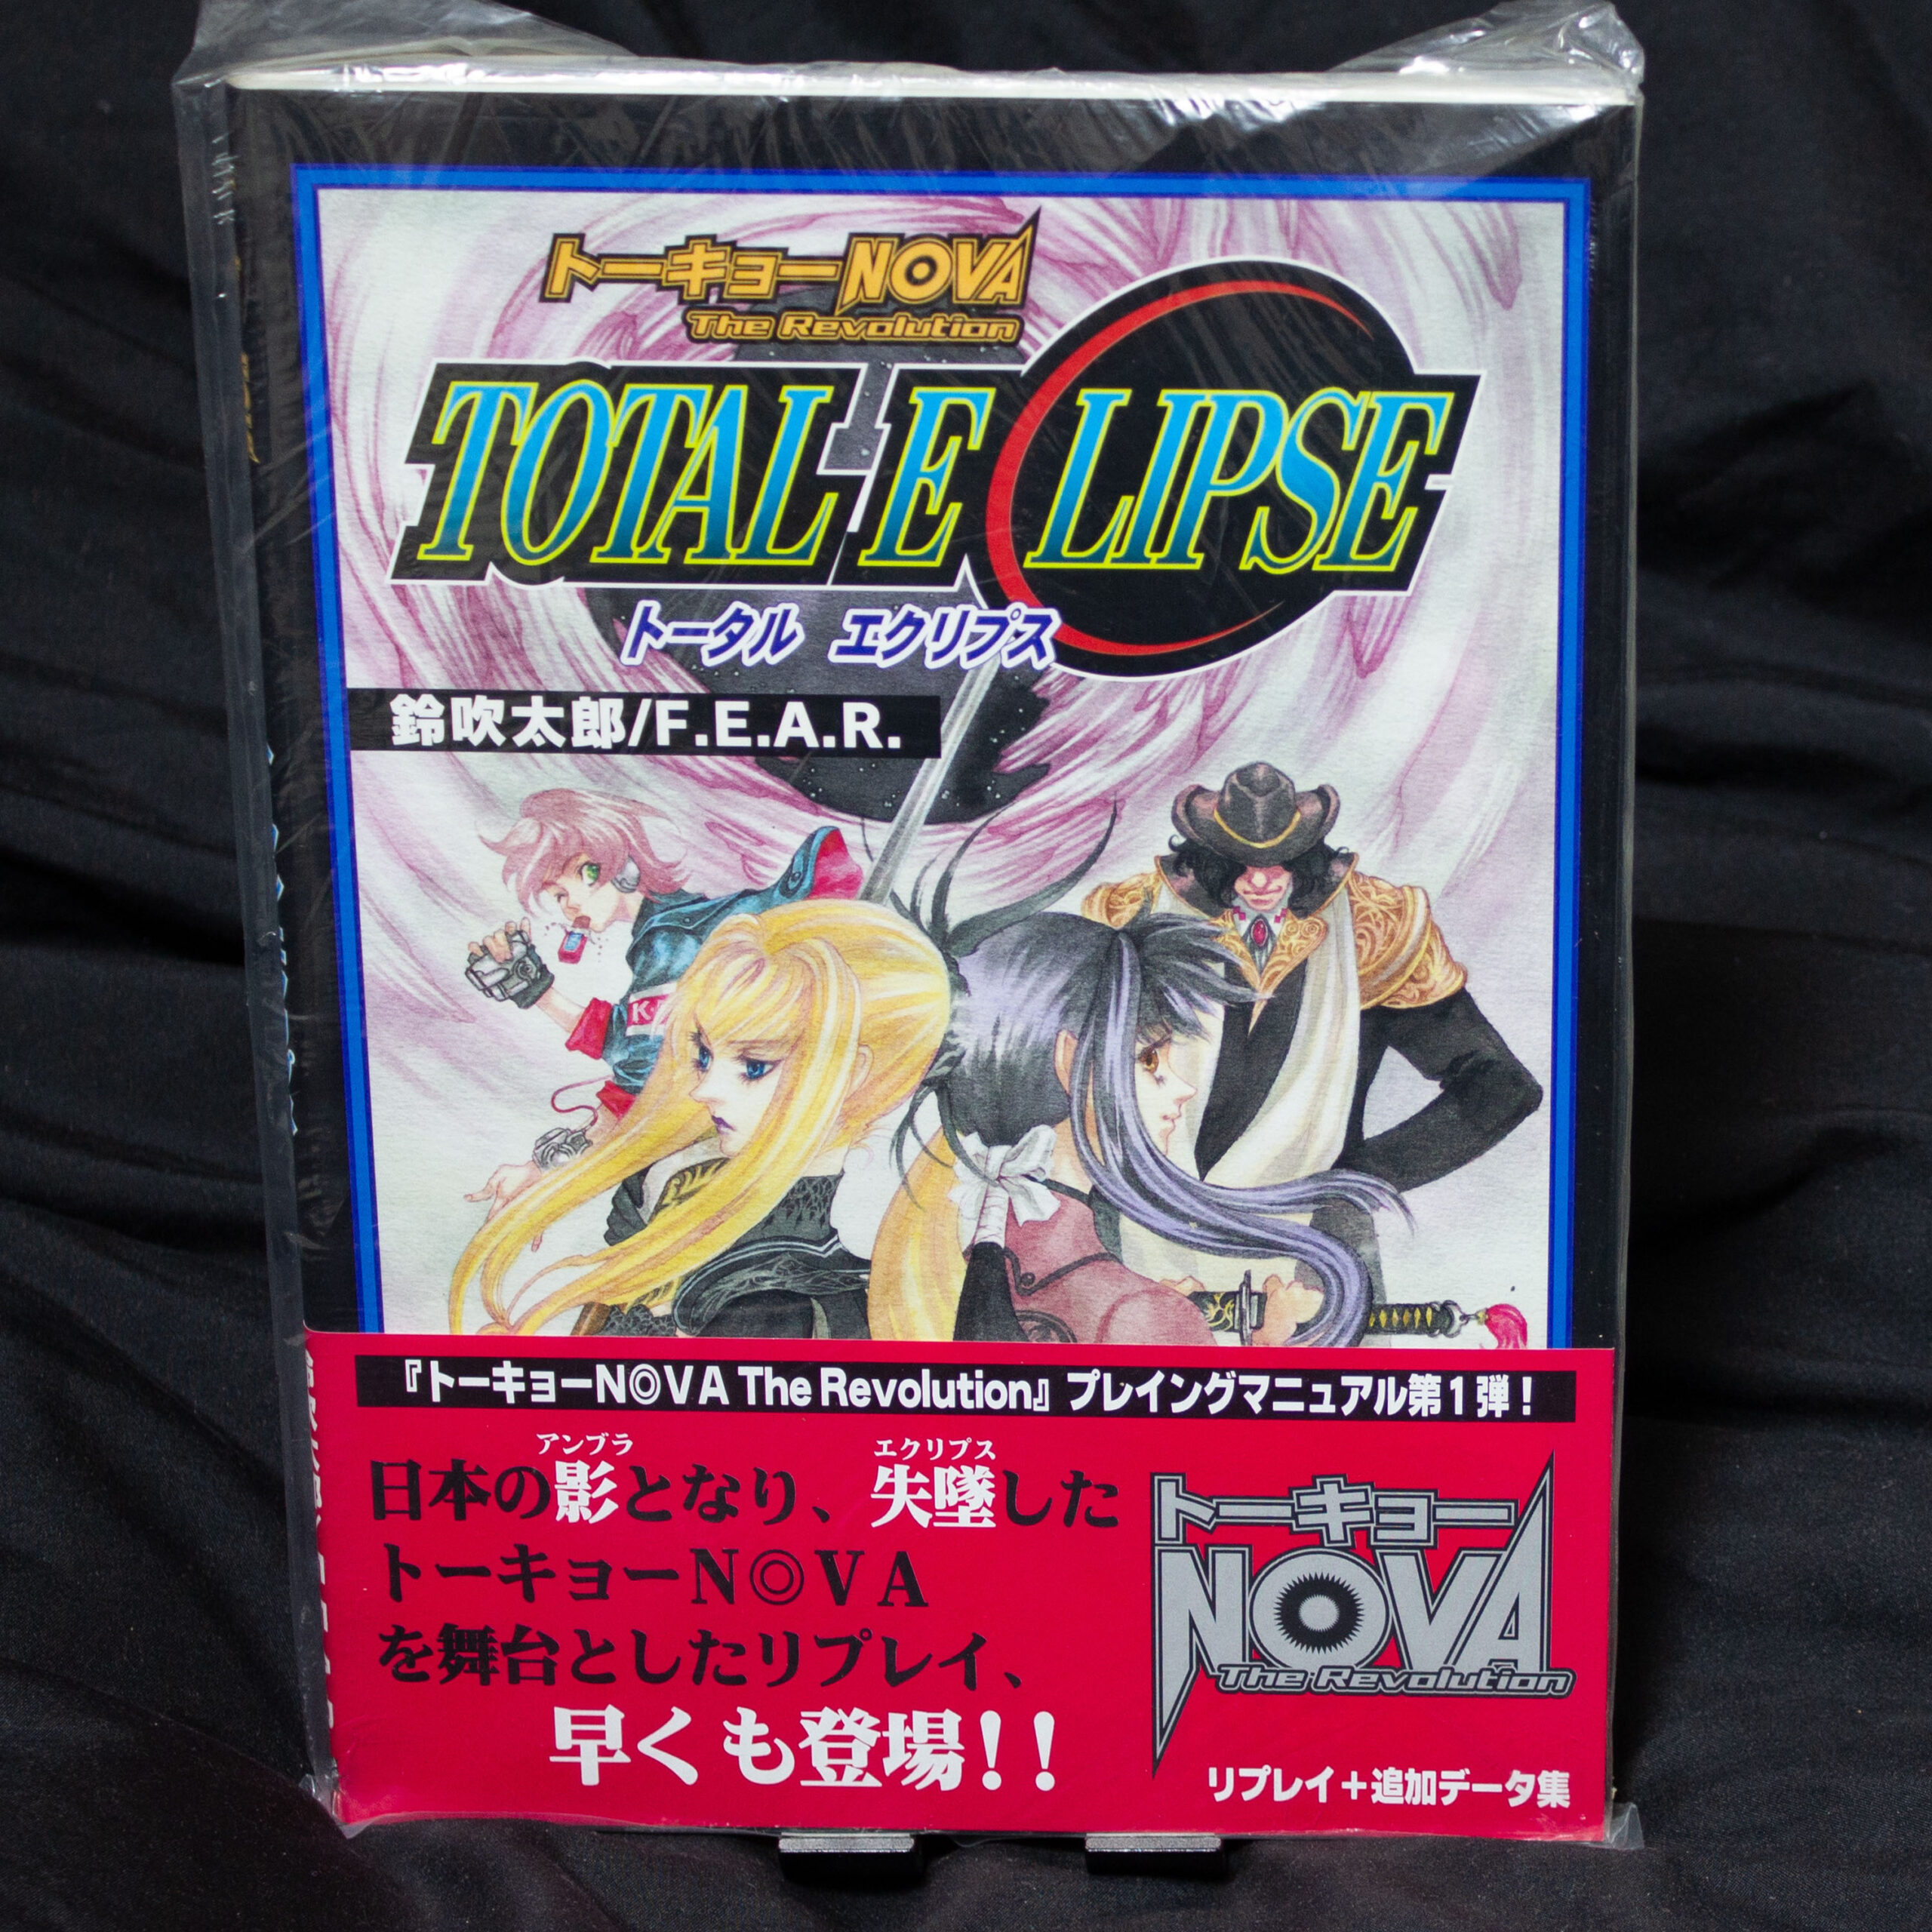 トーキョーNOVA
The Revolution
TOTAL ECLIPSE
トータル エクリプス
鈴吹太郎/F.E.A.R.
『トーキョーN◎VA The Revolution』プレイングマニュアル第1弾!
アンブラ エクリプス
日本の影となり、失墜した
トーキョーN◎VA
を舞台としたリプレイ、
早くも登場!!
トーキョー
NOVA
The Revolution
リプレイ+追加データ集